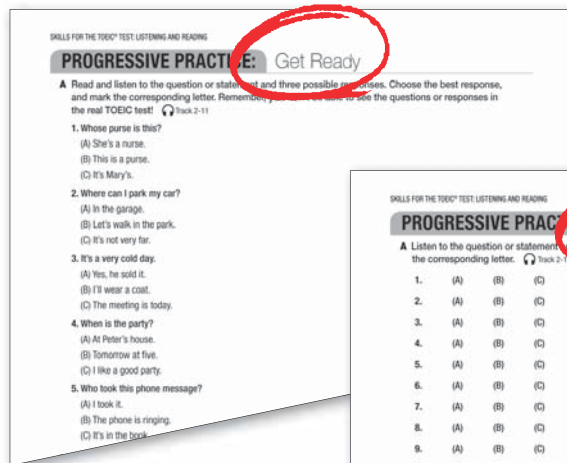 SKILLS FOR THE TOEIC® TEST: LISTENING AND READING
PROGRESSIVE PRACTICE: Get Ready
A Read and listen to the question or statement and three possible responses. Choose the best response,
and mark the corresponding letter. Remember, to see the questions or responses in
the real TOEIC test! Track 2-11
1. Whose purse is this?
(A) She's a nurse.
(B) This is a purse.
(C) It's Mary's.
2. Where can I park my car?
(A) In the garage.
(B) Let's walk in the park.
(C) It's not very far.
3. It's a very cold day.
(A) Yes, he sold it.
(B) I'll wear a coat.
(C) The meeting is today.
4. When is the party?
(A) At Peter's house.
(B) Tomorrow at five.
(C) I like a good party.
5. Who took this phone message?
(A) I took it.
(B) The phone is ringing.
(C) It's in the book.
SKILLS FOR THE TOEIC® TEST: LISTENING AND READING
PROGRESSIVE PRACT
A Listen to the question or statement
the corresponding letter. Track 2-1
1. (A) (B) (C)
2. (A) (B) (C)
3. (A) (B) (C)
4. (A) (B) (C)
5. (A) (B) (C)
6. (A) (B) (C)
7. (A) (B) (C)
8. (A) (B) (C)
9. (A) (B) (C)